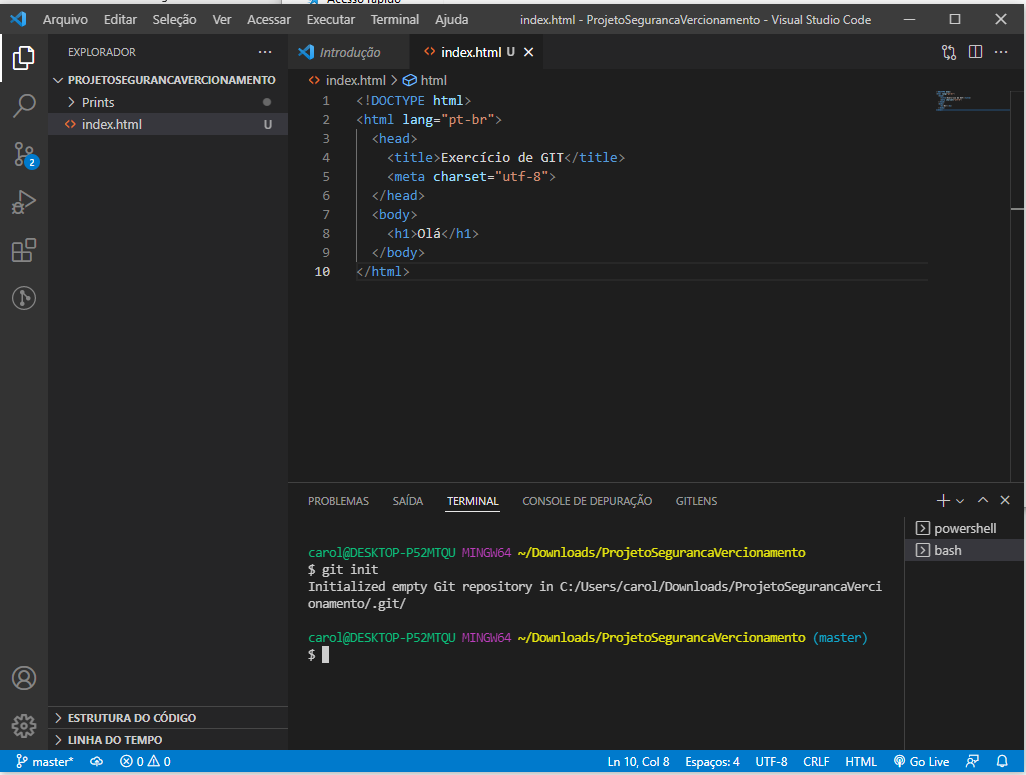 Acesso rápido
Arquivo Editar Seleção Ver Acessar Executar Terminal Ajuda index.html - ProjetoSegurancaVercionamento - Visual Studio Code
EXPLORADOR
PROJETOSEGURANCAVERCIONAMENTO
Prints
index.html U
2
Introdução index.html U
index.html > html
1 <!DOCTYPE html>
2 <html lang="pt-br">
3 <head>
4 <title>Exercício de GIT</title>
5 <meta charset="utf-8">
6 </head>
7 <body>
8 <h1>Olá</h1>
9 </body>
10 </html>
PROBLEMAS SAÍDA TERMINAL CONSOLE DE DEPURAÇÃO GITLENS
powershell
bash
carol@DESKTOP-P52MTQU MINGW64 ~/Downloads/ProjetoSegurancaVercionamento
$ git init
Initialized empty Git repository in C:/Users/carol/Downloads/ProjetoSegurancaVerci
onamento/.git/
carol@DESKTOP-P52MTQU MINGW64 ~/Downloads/ProjetoSegurancaVercionamento (master)
$
ESTRUTURA DO CÓDIGO
LINHA DO TEMPO
master* 0 0 Ln 10, Col 8 Espaços: 4 UTF-8 CRLF HTML Go Live